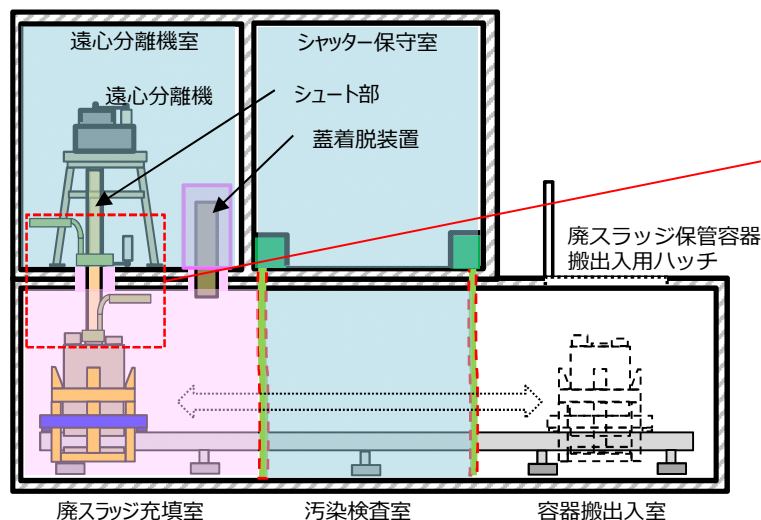 遠心分離機室
シャッター保守室
遠心分離機
シュート部
蓋着脱装置
廃スラッジ保管容器
搬出入用ハッチ
廃スラッジ充填室
汚染検査室
容器搬出入室